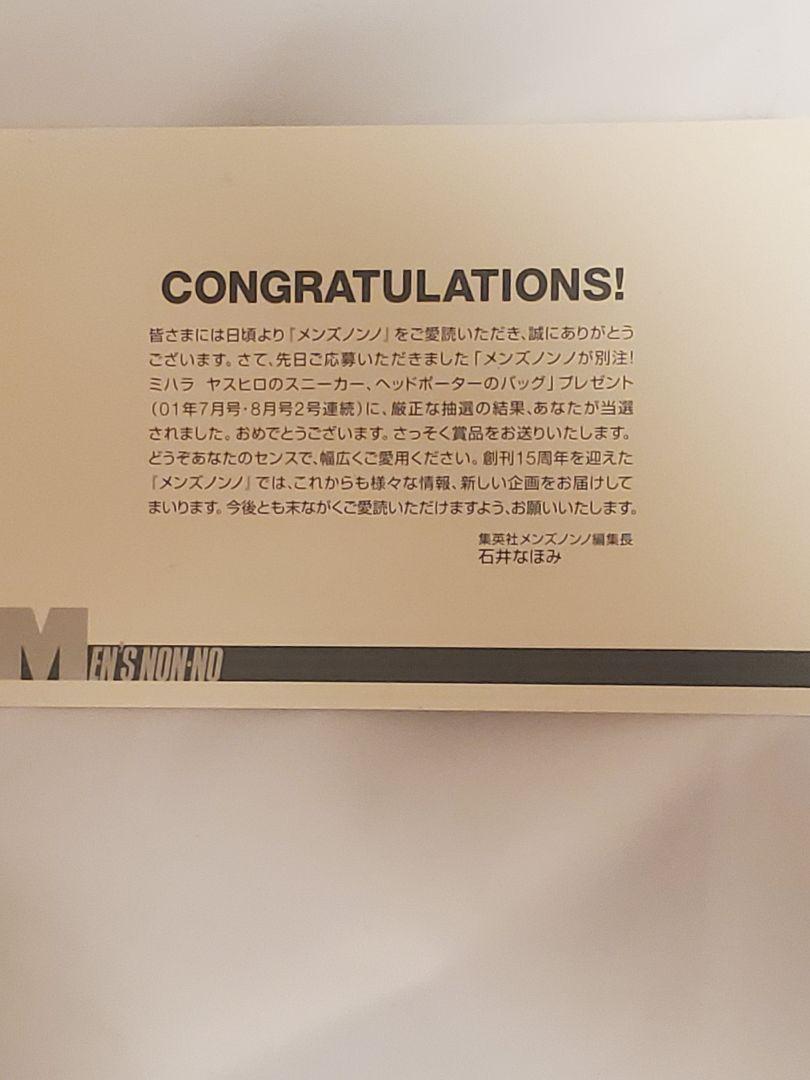 CONGRATULATIONS!
皆さまには日頃より『メンズノンノ』をご愛読いただき、誠にありがとう
ございます。さて、先日ご応募いただきました「メンズノンノが別注!
ミハラ ヤスヒロのスニーカー、ヘッドポーターのバッグ」プレゼント
(01年7月号・8月号2号連続)に、厳正な抽選の結果、あなたが当選
されました。おめでとうございます。さっそく賞品をお送りいたします。
どうぞあなたのセンスで、幅広くご愛用ください。創刊15周年を迎えた
『メンズノンノ』では、これからも様々な情報、新しい企画をお届けして
まいります。今後とも末ながくご愛読いただけますよう、お願いいたします。
集英社メンズノンノ編集長
石井なほみ
MEN'S NON-NO